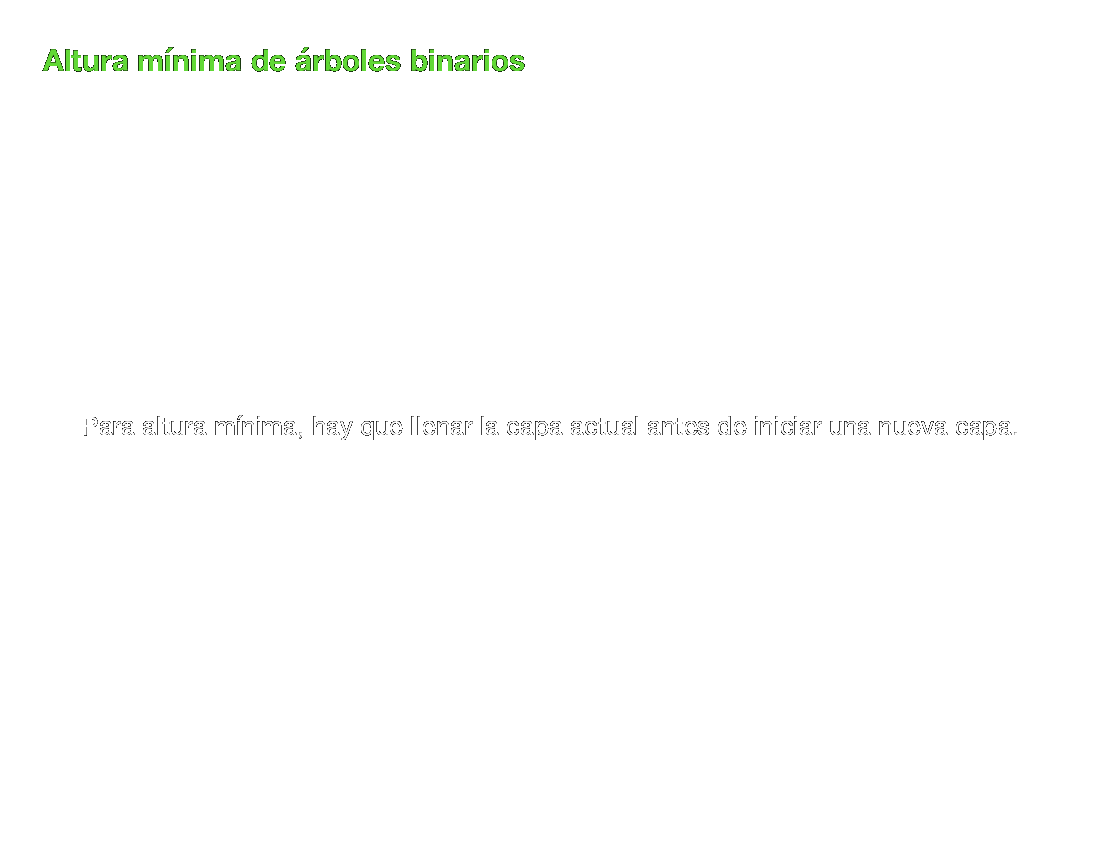 Altura mínima de árboles binarios
Para altura mínima, hay que llenar la capa actual antes de iniciar una nueva capa.